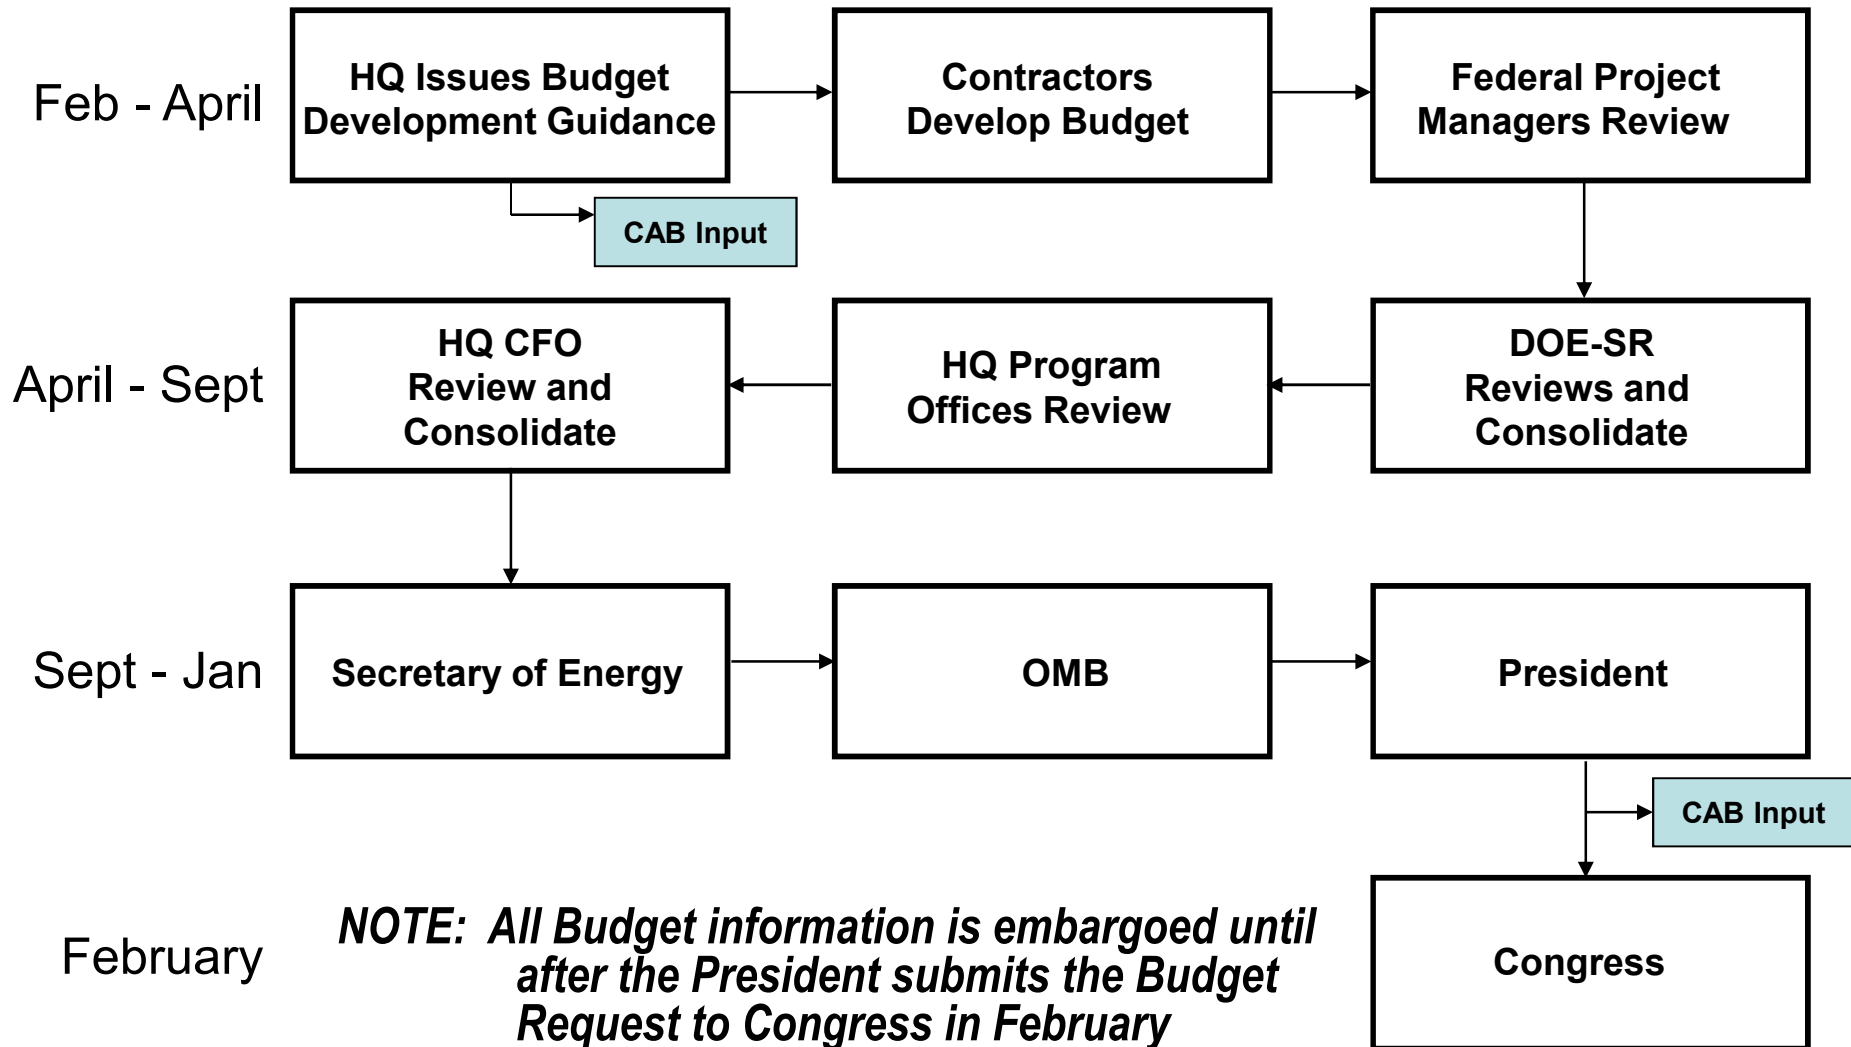 Feb - April
HQ Issues Budget
Development Guidance
Contractors
Develop Budget
Federal Project
Managers Review
CAB Input
April - Sept
HQ CFO
Review and
Consolidate
HQ Program
Offices Review
DOE-SR
Reviews and
Consolidate
Sept - Jan
Secretary of Energy
OMB
President
CAB Input
February
NOTE: All Budget information is embargoed until
after the President submits the Budget
Request to Congress in February
Congress